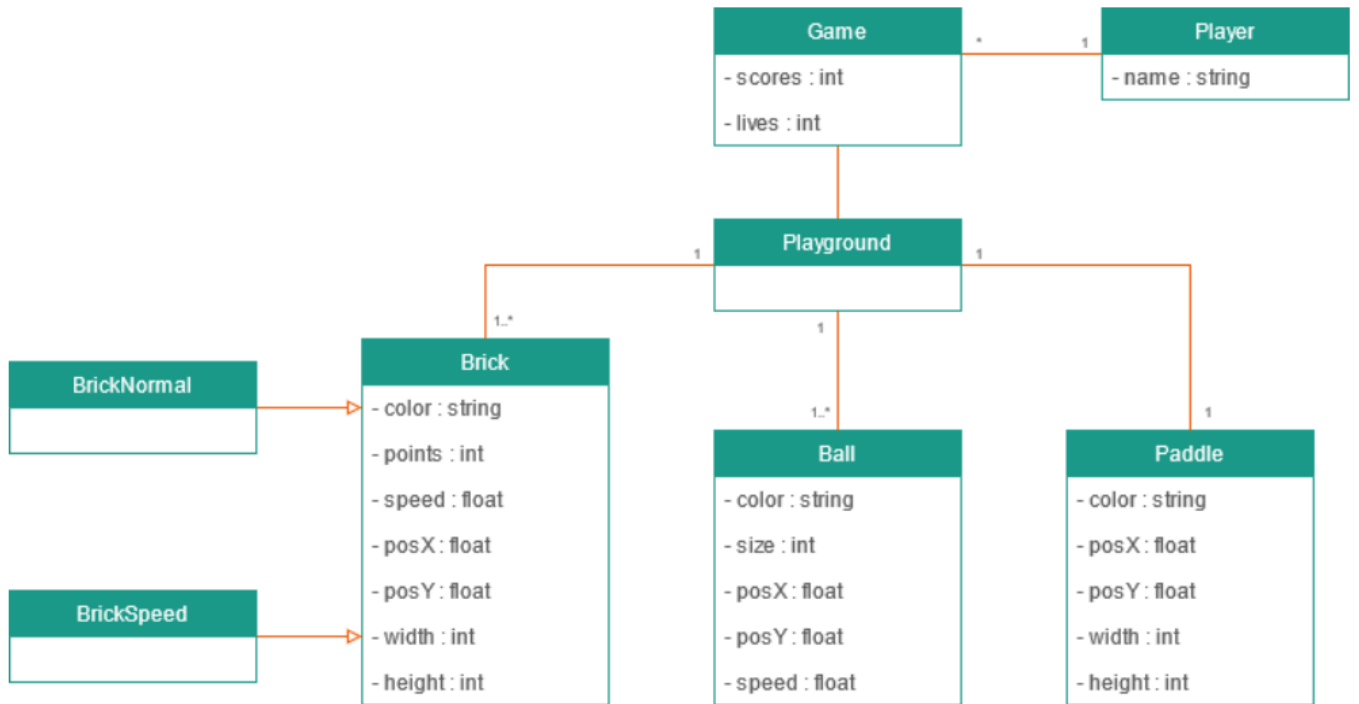 Game
- scores : int
- lives : int
*
1
Player
- name : string
Playground
1
1
1
1..*
1..*
1
BrickNormal
BrickSpeed
Brick
- color : string
- points : int
- speed : float
- posX : float
- posY : float
- width : int
- height : int
Ball
- color : string
- size : int
- posX : float
- posY : float
- speed : float
Paddle
- color : string
- posX : float
- posY : float
- width : int
- height : int